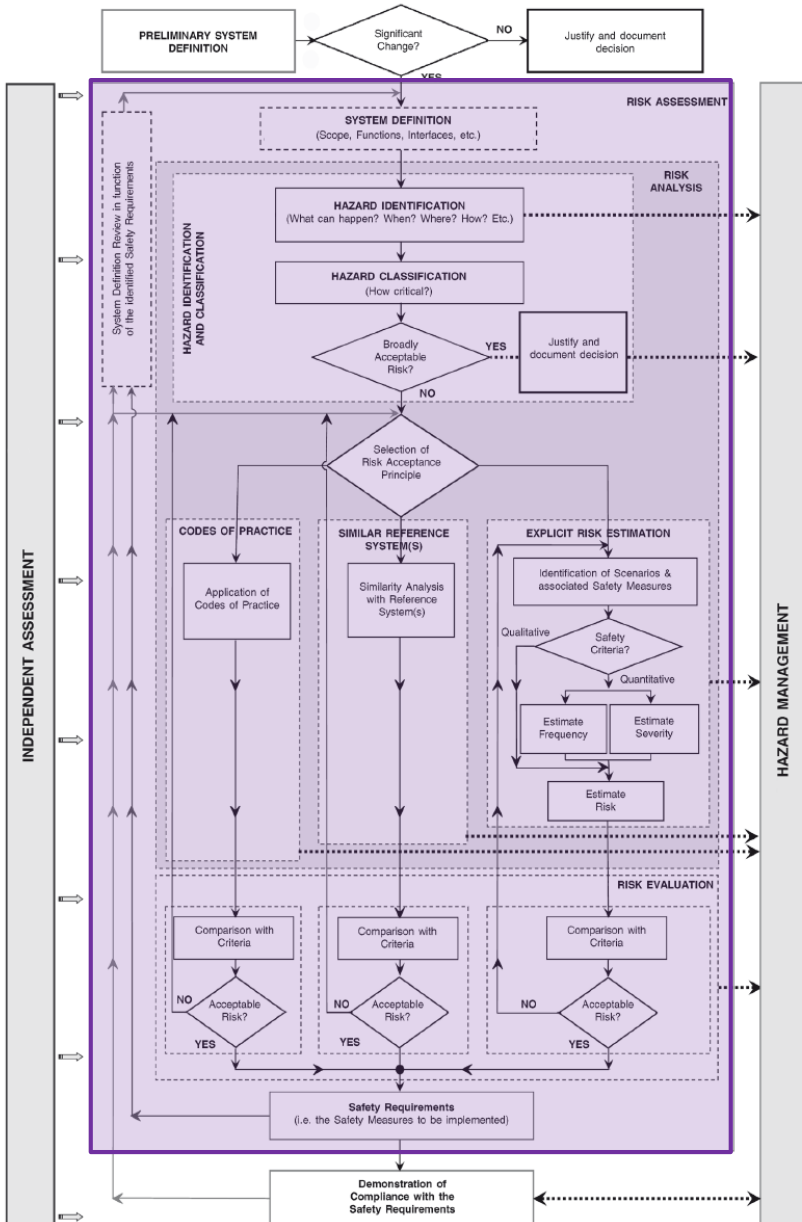 PRELIMINARY SYSTEM
DEFINITION
Significant
Change?
NO
Justify and document
decision
YES
RISK ASSESSMENT
SYSTEM DEFINITION
(Scope, Functions, Interfaces, etc.)
System Definition Review in function
of the identified Safety Requirements
RISK
ANALYSIS
HAZARD IDENTIFICATION
AND CLASSIFICATION
HAZARD IDENTIFICATION
(What can happen? When? Where? How? Etc.)
HAZARD CLASSIFICATION
(How critical?)
Broadly
Acceptable
Risk?
YES
Justify and
document decision
NO
Selection of
Risk Acceptance
Principle
CODES OF PRACTICE
SIMILAR REFERENCE
SYSTEM(S)
EXPLICIT RISK ESTIMATION
Application of
Codes of Practice
Similarity Analysis
with Reference
System(s)
Identification of Scenarios &
associated Safety Measures
Qualitative
Safety
Criteria?
Quantitative
Estimate
Frequency
Estimate
Severity
Estimate
Risk
INDEPENDENT ASSESSMENT
HAZARD MANAGEMENT
RISK EVALUATION
Comparison with
Criteria
Comparison with
Criteria
Comparison with
Criteria
NO
Acceptable
Risk?
YES
NO
Acceptable
Risk?
YES
NO
Acceptable
Risk?
YES
Safety Requirements
(i.e. the Safety Measures to be implemented)
Demonstration of
Compliance with the
Safety Requirements